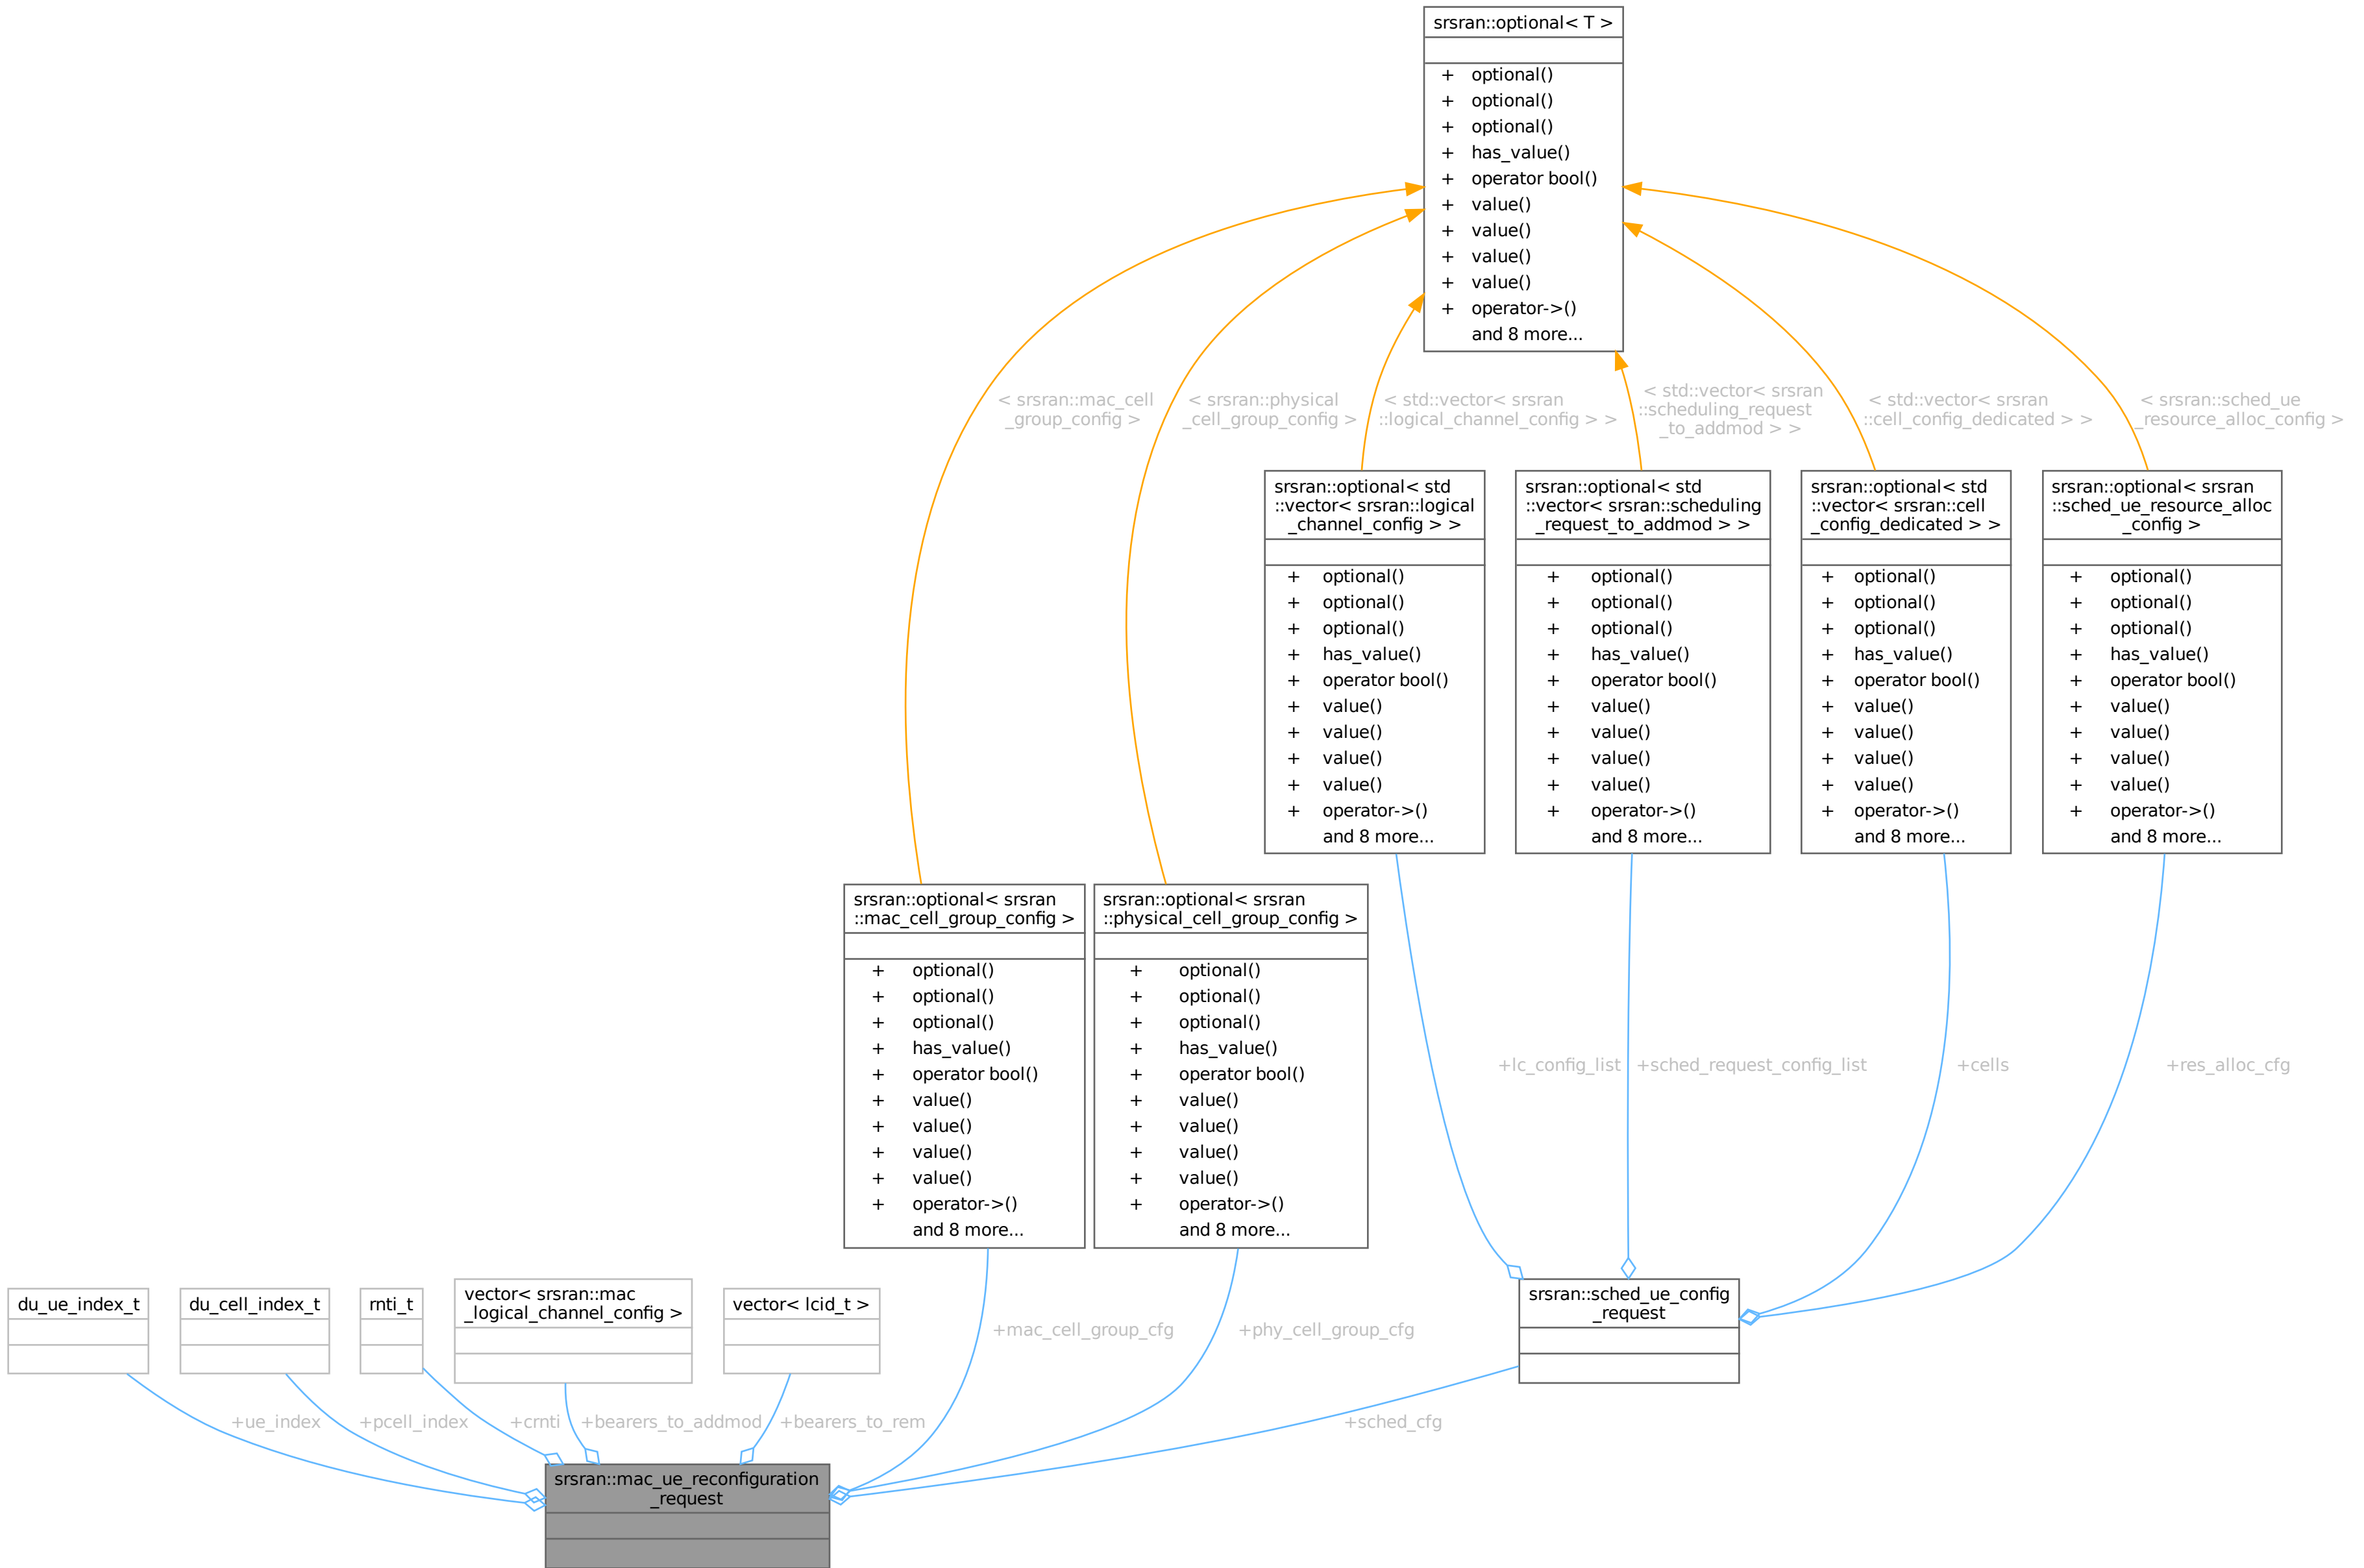 srsran::optional< T >
+ optional()
+ optional()
+ optional()
+ has_value()
+ operator bool()
+ value()
+ value()
+ value()
+ value()
+ operator->()
and 8 more...
< srsran::mac_cell
_group_config >
< srsran::physical
_cell_group_config >
< std::vector< srsran
::logical_channel_config > >
< std::vector< srsran
::scheduling_request
_to_addmod > >
< std::vector< srsran
::cell_config_dedicated > >
< srsran::sched_ue
_resource_alloc_config >
srsran::optional< std
::vector< srsran::logical
_channel_config > >
+ optional()
+ optional()
+ optional()
+ has_value()
+ operator bool()
+ value()
+ value()
+ value()
+ value()
+ operator->()
and 8 more...
srsran::optional< std
::vector< srsran::scheduling
_request_to_addmod > >
+ optional()
+ optional()
+ optional()
+ has_value()
+ operator bool()
+ value()
+ value()
+ value()
+ value()
+ operator->()
and 8 more...
srsran::optional< std
::vector< srsran::cell
_config_dedicated > >
+ optional()
+ optional()
+ optional()
+ has_value()
+ operator bool()
+ value()
+ value()
+ value()
+ value()
+ operator->()
and 8 more...
srsran::optional< srsran
::sched_ue_resource_alloc
_config >
+ optional()
+ optional()
+ optional()
+ has_value()
+ operator bool()
+ value()
+ value()
+ value()
+ value()
+ operator->()
and 8 more...
srsran::optional< srsran
::mac_cell_group_config >
+ optional()
+ optional()
+ optional()
+ has_value()
+ operator bool()
+ value()
+ value()
+ value()
+ value()
+ operator->()
and 8 more...
srsran::optional< srsran
::physical_cell_group_config >
+ optional()
+ optional()
+ optional()
+ has_value()
+ operator bool()
+ value()
+ value()
+ value()
+ value()
+ operator->()
and 8 more...
+lc_config_list
+sched_request_config_list
+cells
+res_alloc_cfg
du_ue_index_t
du_cell_index_t
rnti_t
vector< srsran::mac
_logical_channel_config >
vector< lcid_t >
+mac_cell_group_cfg
+phy_cell_group_cfg
srsran::sched_ue_config
_request
+ue_index
+pcell_index
+crnti
+bearers_to_addmod
+bearers_to_rem
+sched_cfg
srsran::mac_ue_reconfiguration
_request